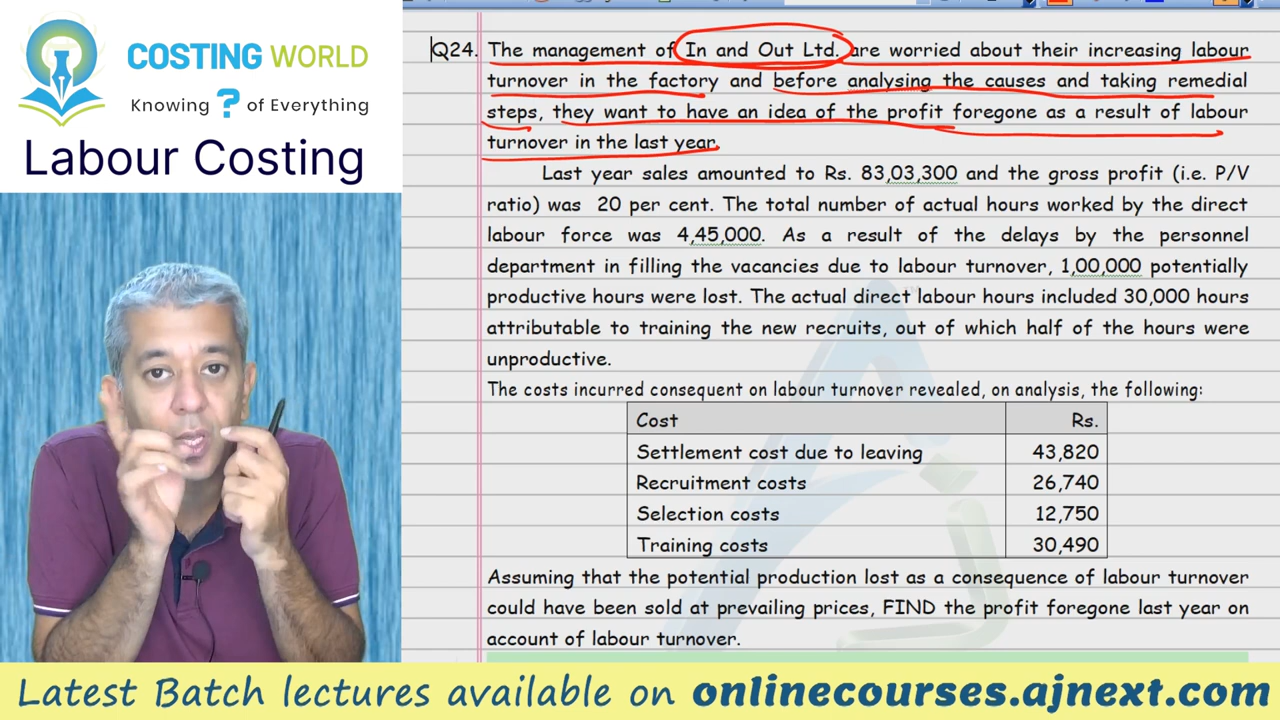 COSTING WORLD
Knowing ? of Everything
Labour Costing
Q24. The management of In and Out Ltd. are worried about their increasing labour
turnover in the factory and before analysing the causes and taking remedial
steps, they want to have an idea of the profit foregone as a result of labour
turnover in the last year.
Last year sales amounted to Rs. 83,03,300 and the gross profit (i.e. P/V
ratio) was 20 per cent. The total number of actual hours worked by the direct
labour force was 4,45,000. As a result of the delays by the personnel
department in filling the vacancies due to labour turnover, 1,00,000 potentially
productive hours were lost. The actual direct labour hours included 30,000 hours
attributable to training the new recruits, out of which half of the hours were
unproductive.
The costs incurred consequent on labour turnover revealed, on analysis, the following:
Cost Rs.
Settlement cost due to leaving 43,820
Recruitment costs 26,740
Selection costs 12,750
Training costs 30,490
Assuming that the potential production lost as a consequence of labour turnover
could have been sold at prevailing prices, FIND the profit foregone last year on
account of labour turnover.
Latest Batch lectures available on onlinecourses.ajnext.com